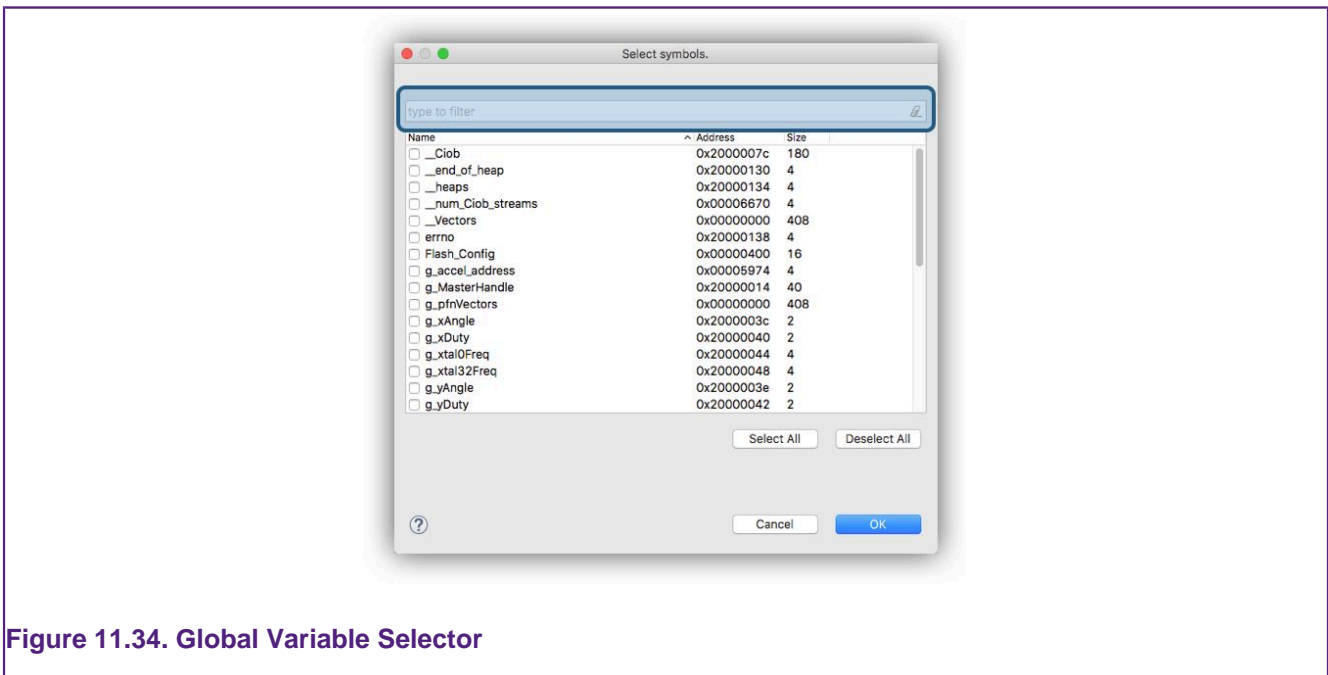 Select symbols.
type to filter
Name Address Size
__Ciob 0x2000007c 180
__end_of_heap 0x20000130 4
__heaps 0x20000134 4
__num_Ciob_streams 0x00006670 4
__Vectors 0x00000000 408
errno 0x20000138 4
Flash_Config 0x00000400 16
g_accel_address 0x00005974 4
g_MasterHandle 0x20000014 40
g_pfnVectors 0x00000000 408
g_xAngle 0x2000003c 2
g_xDuty 0x20000040 2
g_xtal0Freq 0x20000044 4
g_xtal32Freq 0x20000048 4
g_yAngle 0x2000003e 2
g_yDuty 0x20000042 2
Select All Deselect All
? Cancel OK
Figure 11.34. Global Variable Selector